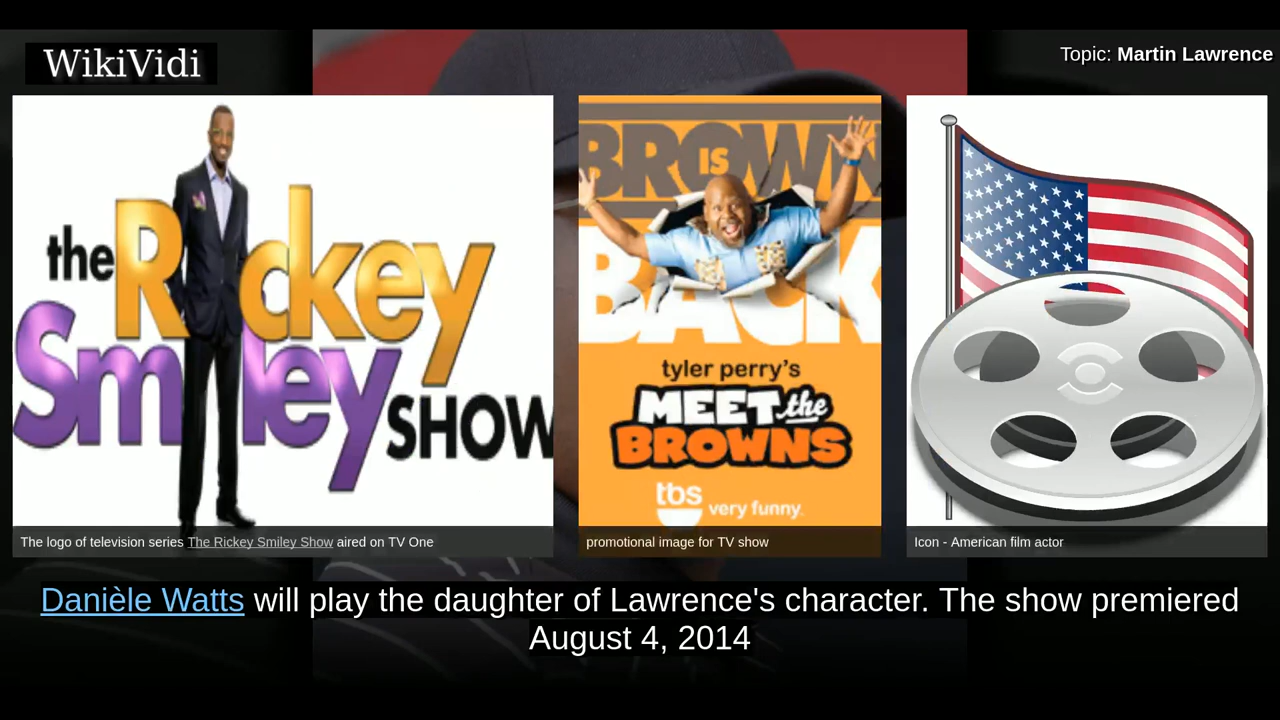 WikiVidi
Topic: Martin Lawrence
the Rickey
Smiley SHOW
BROWN
IS
BACK
tyler perry's
MEET the
BROWNS
tbs
very funny.
The logo of television series The Rickey Smiley Show aired on TV One
promotional image for TV show
Icon - American film actor
Danièle Watts will play the daughter of Lawrence's character. The show premiered
August 4, 2014